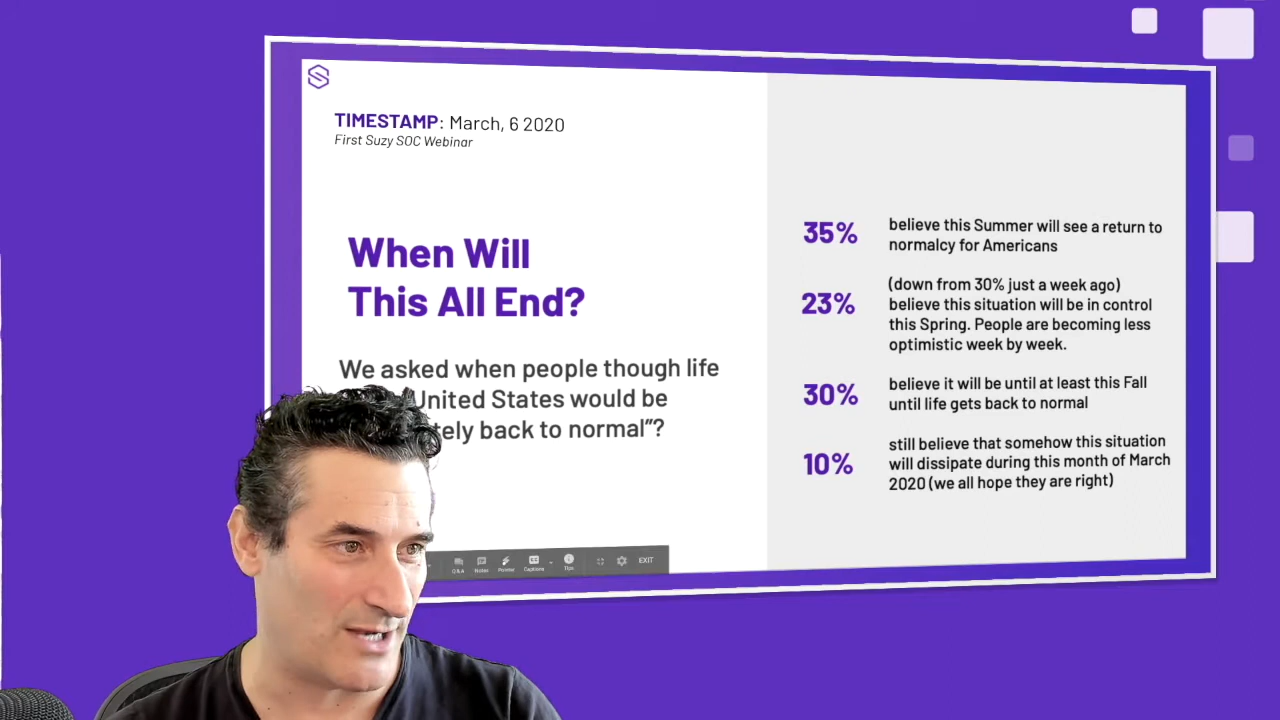 TIMESTAMP: March, 6 2020
First Suzy SOC Webinar
When Will
This All End?
We asked when people though life
United States would be
tely back to normal"?
35%
believe this Summer will see a return to
normalcy for Americans
23%
(down from 30% just a week ago)
believe this situation will be in control
this Spring. People are becoming less
optimistic week by week.
30%
believe it will be until at least this Fall
until life gets back to normal
10%
still believe that somehow this situation
will dissipate during this month of March
2020 (we all hope they are right)
Q&A Notes Pointer Captions Tips EXIT